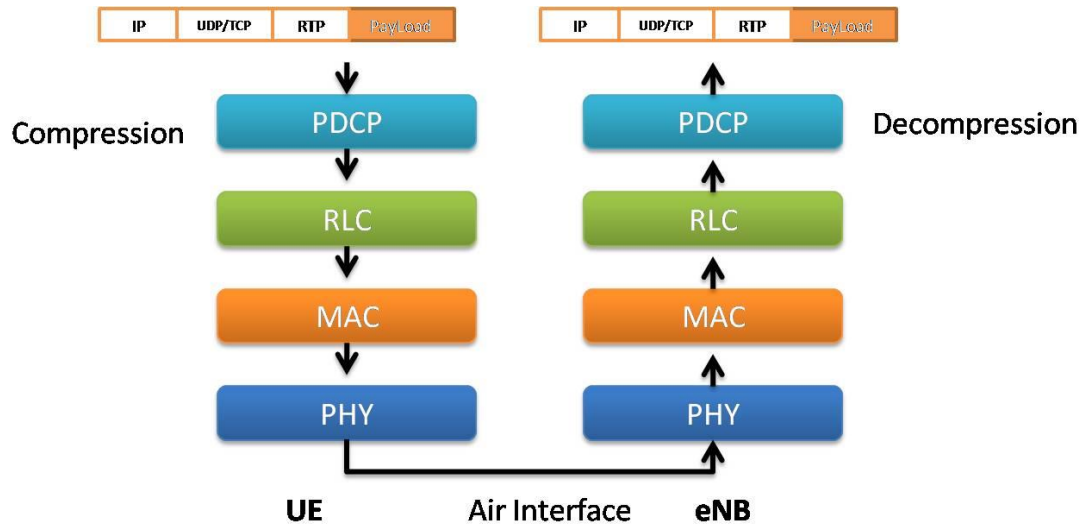 IP UDP/TCP RTP PayLoad IP UDP/TCP RTP PayLoad
Compression PDCP PDCP Decompression
RLC RLC
MAC MAC
PHY PHY
UE Air Interface eNB